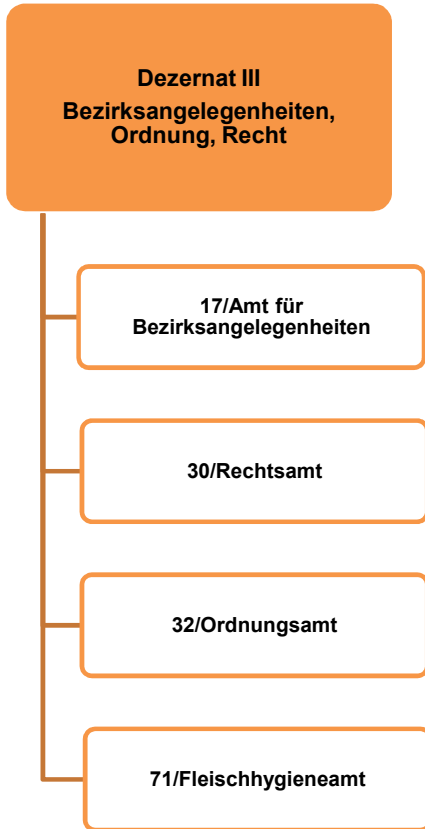 Dezernat III
Bezirksangelegenheiten,
Ordnung, Recht
17/Amt für
Bezirksangelegenheiten
30/Rechtsamt
32/Ordnungsamt
71/Fleischhygieneamt